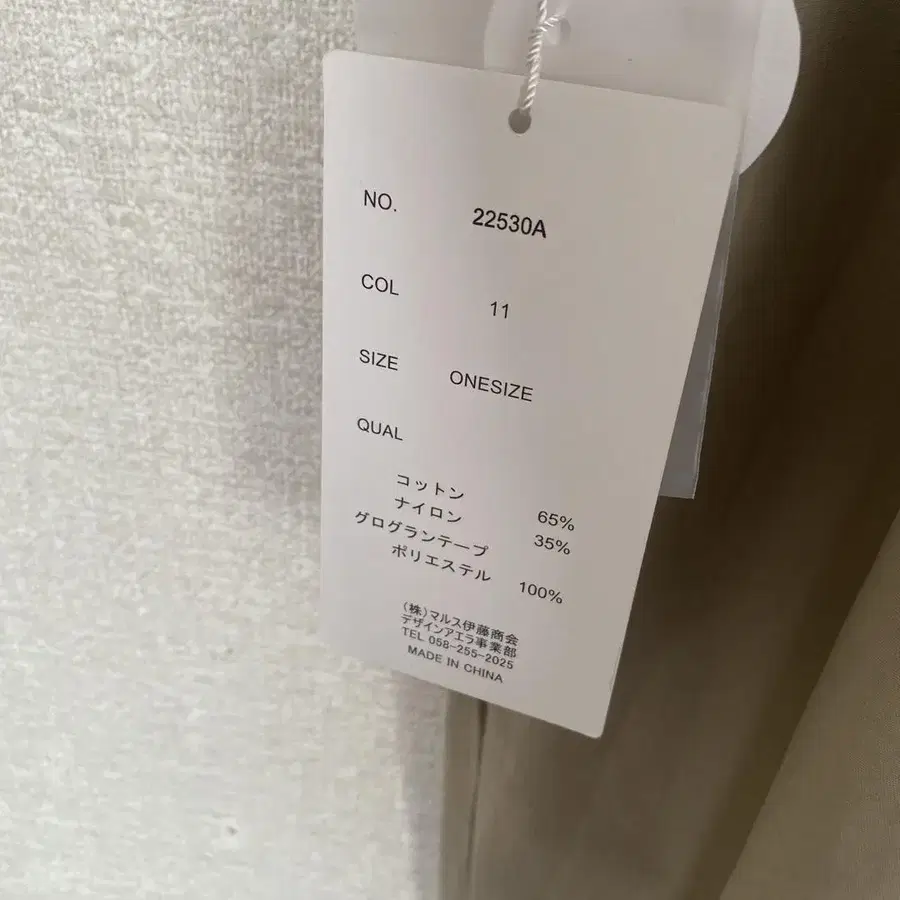 NO. 22530A
COL 11
SIZE ONESIZE
QUAL
コットン 65%
ナイロン 35%
グログランテープ
ポリエステル 100%
(株)マルス伊藤商会
デザインアエラ事業部
TEL 058-255-2025
MADE IN CHINA